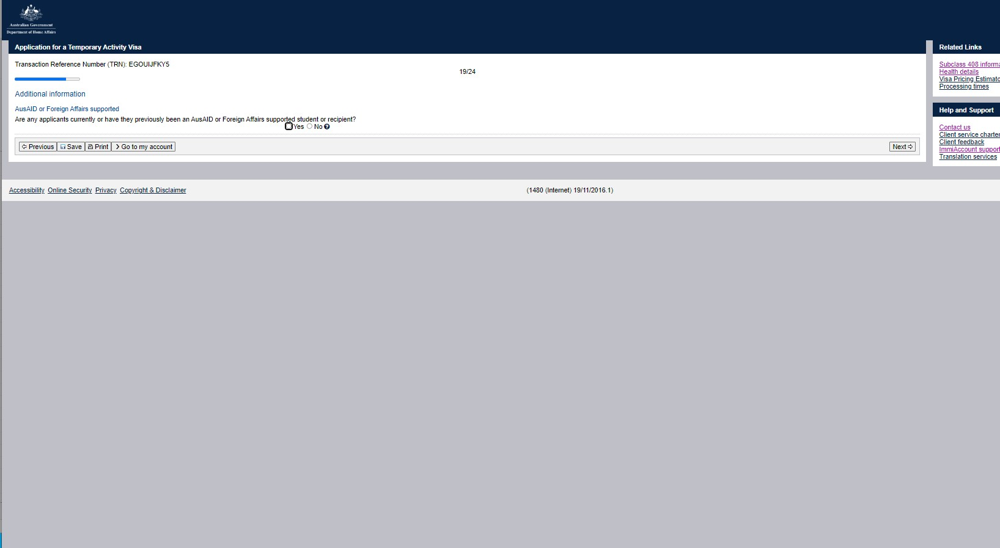 Australian Government
Department of Home Affairs
Application for a Temporary Activity Visa
Transaction Reference Number (TRN): EGOUIJFKY5
19/24
Additional information
AusAID or Foreign Affairs supported
Are any applicants currently or have they previously been an AusAID or Foreign Affairs supported student or recipient?
Yes No ?
Previous Save Print Go to my account Next
Related Links
Subclass 408 informa
Health details
Visa Pricing Estimato
Processing times
Help and Support
Contact us
Client service charter
Client feedback
ImmiAccount support
Translation services
Accessibility Online Security Privacy Copyright & Disclaimer (1480 (Internet) 19/11/2016.1)